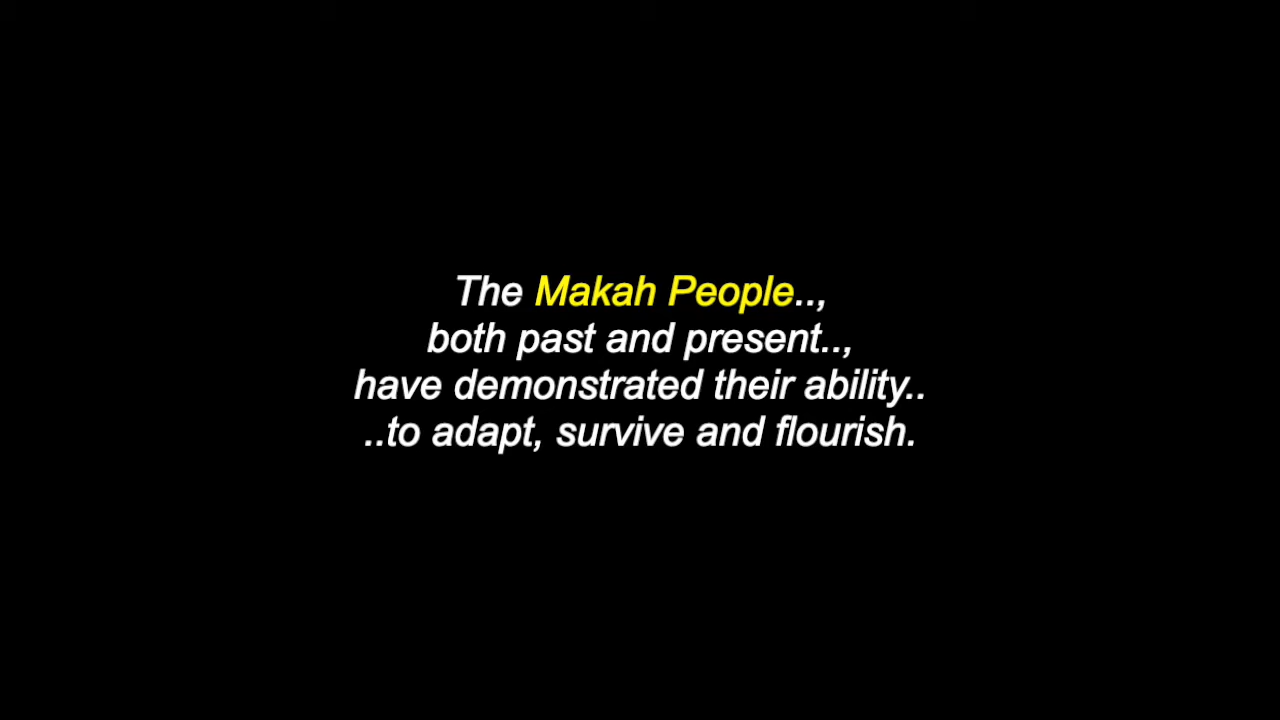 The Makah People..,
both past and present..,
have demonstrated their ability..
..to adapt, survive and flourish.